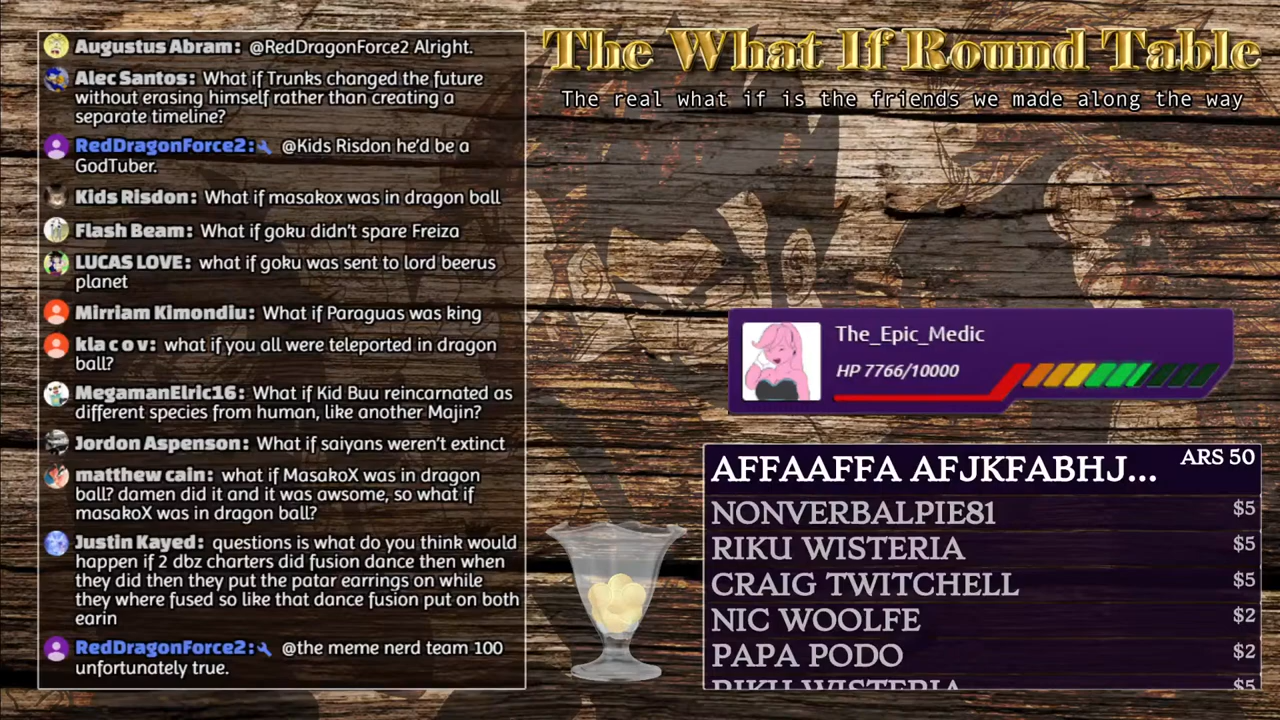 Augustus Abram: @RedDragonForce2 Alright.
Alec Santos: What if Trunks changed the future
without erasing himself rather than creating a
separate timeline?
RedDragonForce2: @Kids Risdon he'd be a
GodTuber.
Kids Risdon: What if masakox was in dragon ball
Flash Beam: What if goku didn't spare Freiza
LUCAS LOVE: what if goku was sent to lord beerus
planet
Mirriam Kimondiu: What if Paraguas was king
kla c o v: what if you all were teleported in dragon
ball?
MegamanElric16: What if Kid Buu reincarnated as
different species from human, like another Majin?
Jordon Aspenson: What if saiyans weren't extinct
matthew cain: what if MasakoX was in dragon
ball? damen did it and it was awsome, so what if
masakoX was in dragon ball?
Justin Kayed: questions is what do you think would
happen if 2 dbz charters did fusion dance then when
they did then they put the patar earrings on while
they where fused so like that dance fusion put on both
earin
RedDragonForce2: @the meme nerd team 100
unfortunately true.
The What If Round Table
The real what if is the friends we made along the way
The_Epic_Medic
HP 7766/10000
AFFAAFFA AFJKFABHJ... ARS 50
NONVERBALPIE81 $5
RIKU WISTERIA $5
CRAIG TWITCHELL $5
NIC WOOLFE $2
PAPA PODO $2
RIKU WISTERIA $5